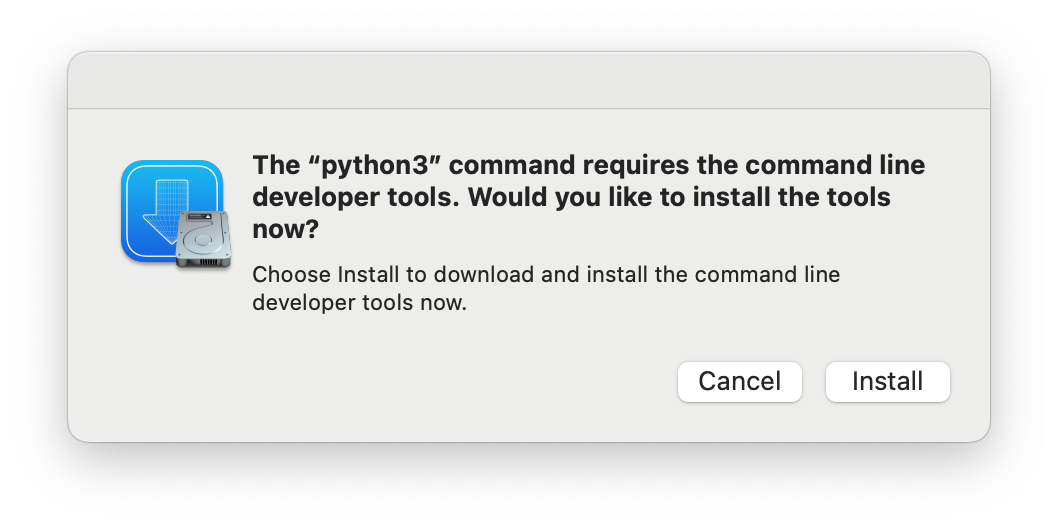 The “python3” command requires the command line
developer tools. Would you like to install the tools
now?
Choose Install to download and install the command line
developer tools now.
Cancel Install